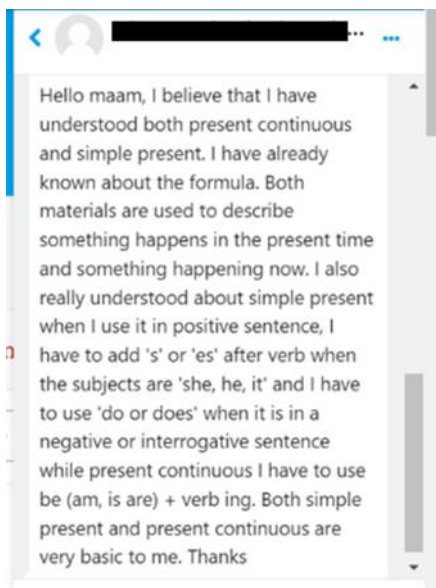 Hello maam, I believe that I have
understood both present continuous
and simple present. I have already
known about the formula. Both
materials are used to describe
something happens in the present time
and something happening now. I also
really understood about simple present
when I use it in positive sentence, I
have to add 's' or 'es' after verb when
the subjects are 'she, he, it' and I have
to use 'do or does' when it is in a
negative or interrogative sentence
while present continuous I have to use
be (am, is are) + verb ing. Both simple
present and present continuous are
very basic to me. Thanks